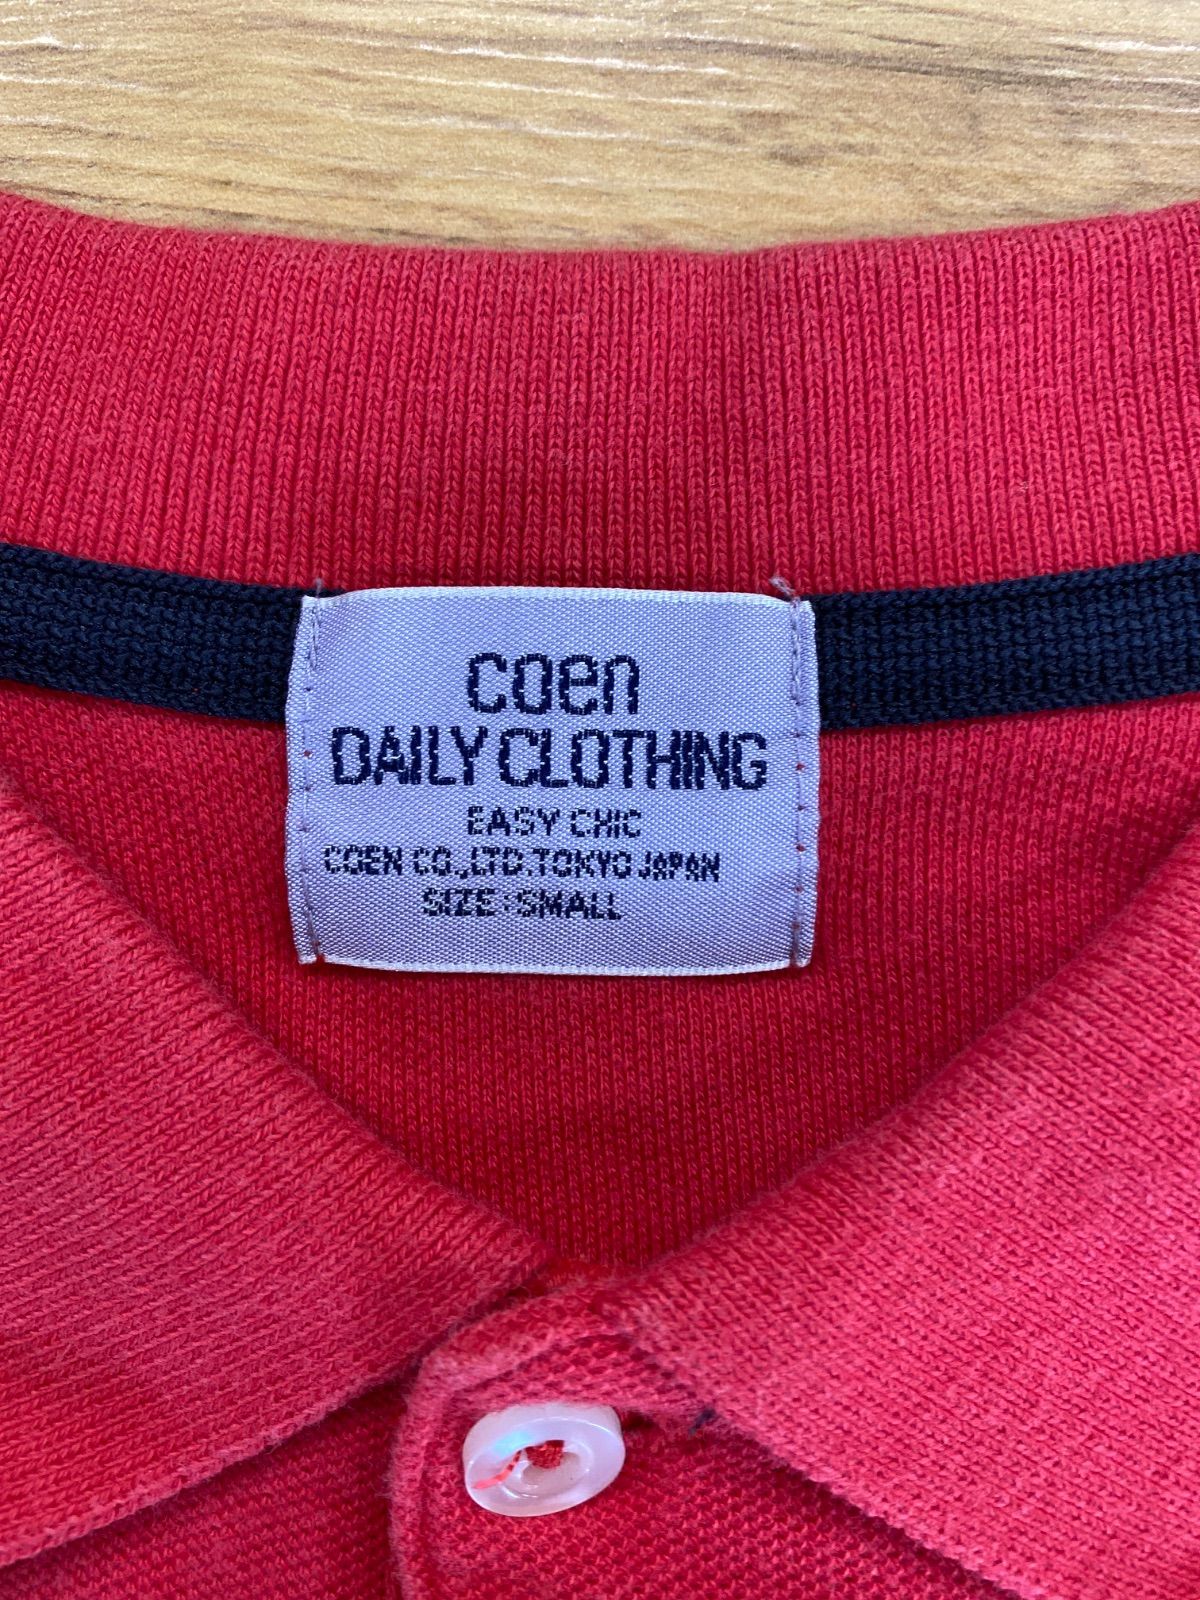 coen
DAILY CLOTHING
EASY CHIC
COEN CO.,LTD.TOKYO JAPAN
SIZE:SMALL